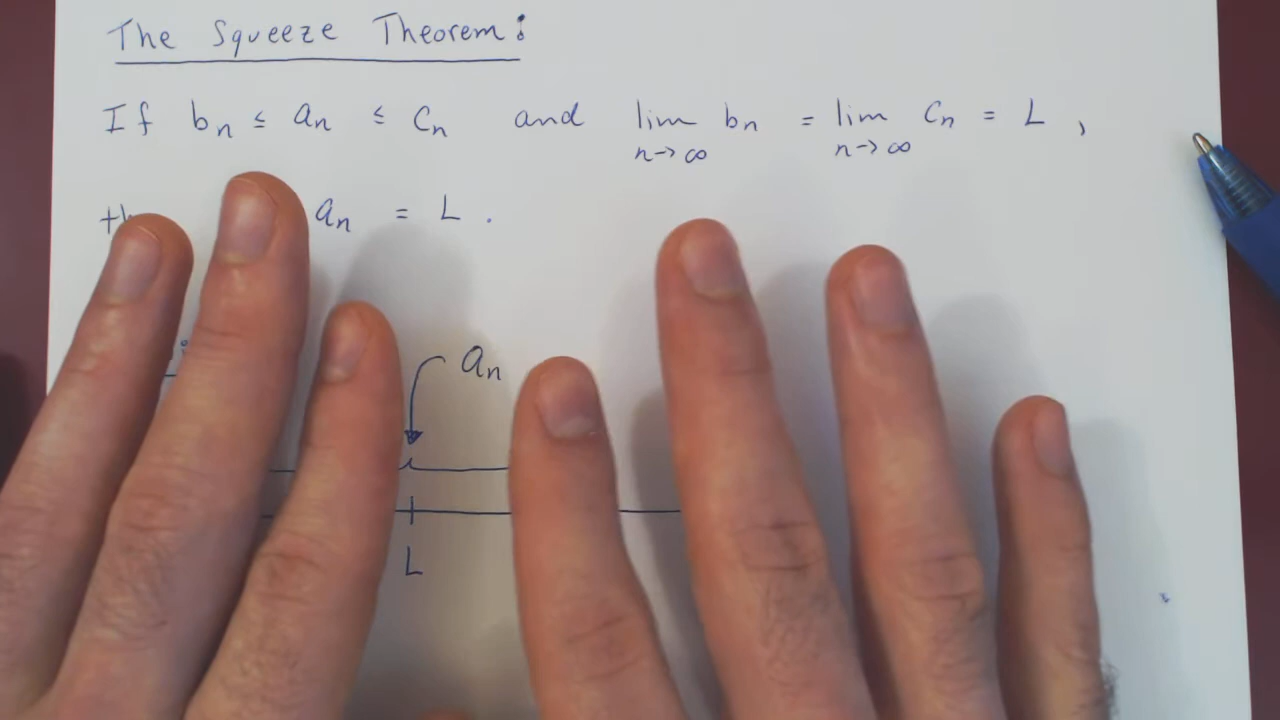 The Squeeze Theorem:
If bn ≤ an ≤ cn and lim n→∞ bn = lim n→∞ cn = L ,
an = L .
an
L